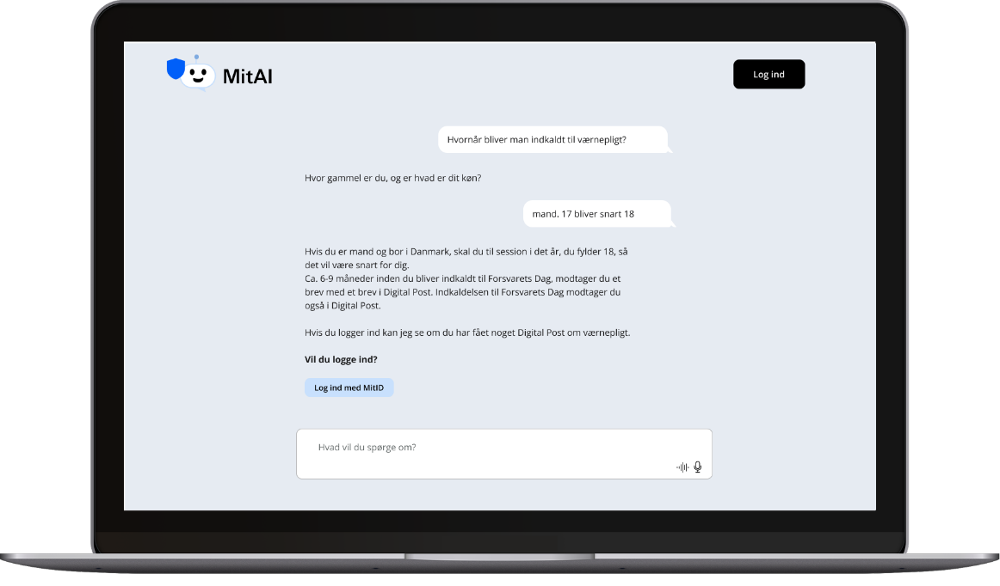 MitAI
Log ind
Hvornår bliver man indkaldt til værnepligt?
Hvor gammel er du, og er hvad er dit køn?
mand. 17 bliver snart 18
Hvis du er mand og bor i Danmark, skal du til session i det år, du fylder 18, så
det vil være snart for dig.
Ca. 6-9 måneder inden du bliver indkaldt til Forsvarets Dag, modtager du et
brev med et brev i Digital Post. Indkaldelsen til Forsvarets Dag modtager du
også i Digital Post.
Hvis du logger ind kan jeg se om du har fået noget Digital Post om værnepligt.
Vil du logge ind?
Log ind med MitID
Hvad vil du spørge om?